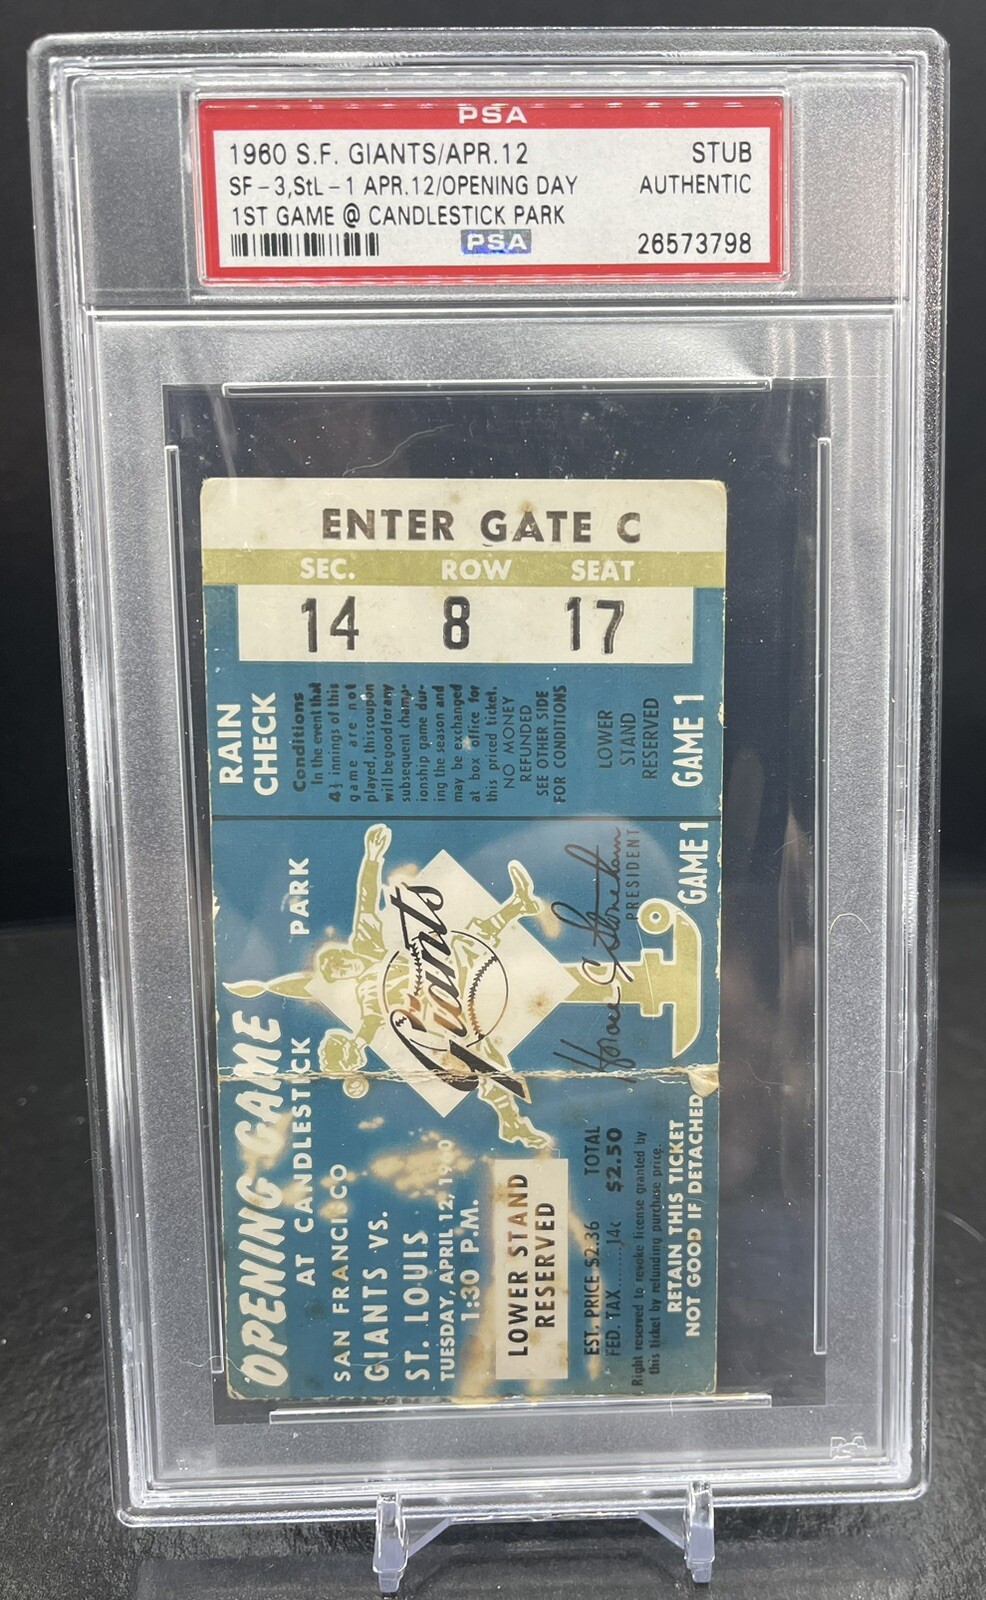 PSA
1960 S.F. GIANTS/APR.12 STUB
SF-3,StL-1 APR.12/OPENING DAY AUTHENTIC
1ST GAME @ CANDLESTICK PARK
PSA 26573798
ENTER GATE C
SEC. ROW SEAT
14 8 17
RAIN
CHECK
Conditions
In the event that
4½ innings of this
game are not
played, this coupon
will be good for any
subsequent champ-
ionship game dur-
ing the season and
may be exchanged
at box office for
this priced ticket.
NO MONEY
REFUNDED
SEE OTHER SIDE
FOR CONDITIONS
LOWER
STAND
RESERVED
GAME 1
OPENING GAME
AT CANDLESTICK PARK
SAN FRANCISCO
GIANTS VS.
ST. LOUIS
TUESDAY, APRIL 12, 1960
1:30 P.M.
Giants
LOWER STAND
RESERVED
EST. PRICE $2.36 TOTAL
FED. TAX........14c $2.50
Horace C Stoneham
PRESIDENT
Right reserved to revoke license granted by
this ticket by refunding purchase price.
RETAIN THIS TICKET
NOT GOOD IF DETACHED
GAME 1